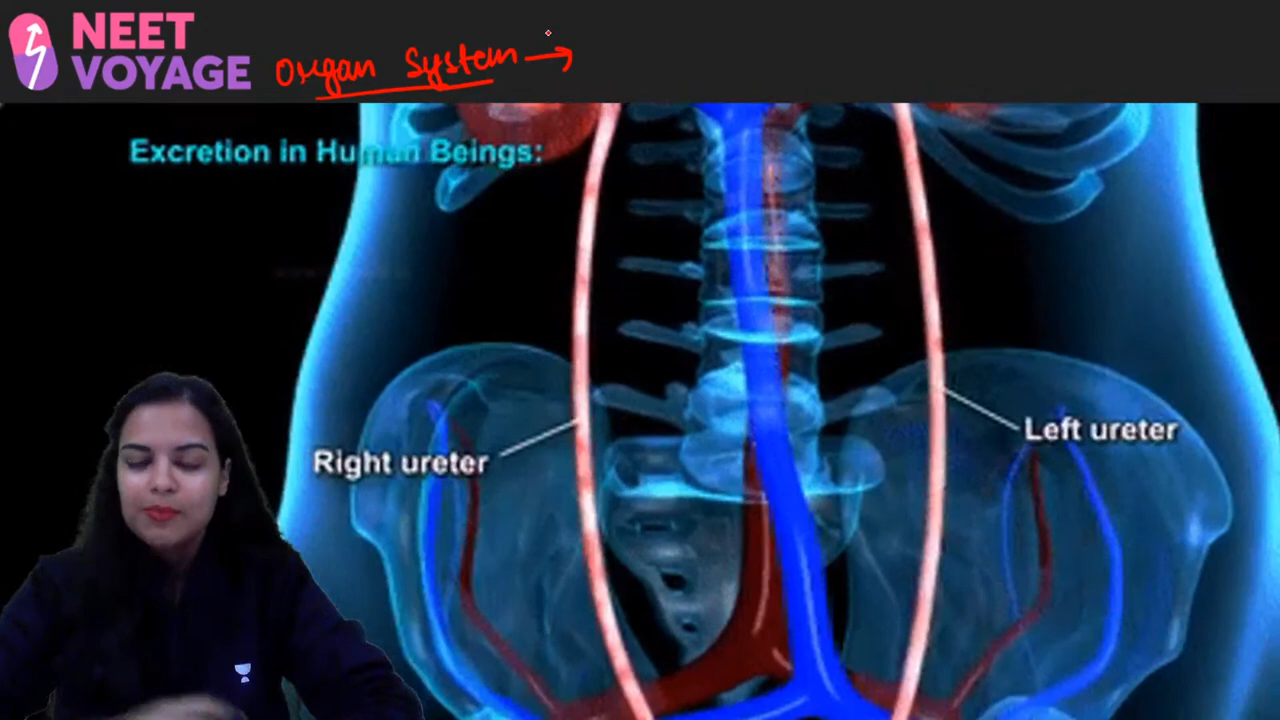 NEET
VOYAGE
Organ System →
Excretion in Human Beings:
Left ureter
Right ureter